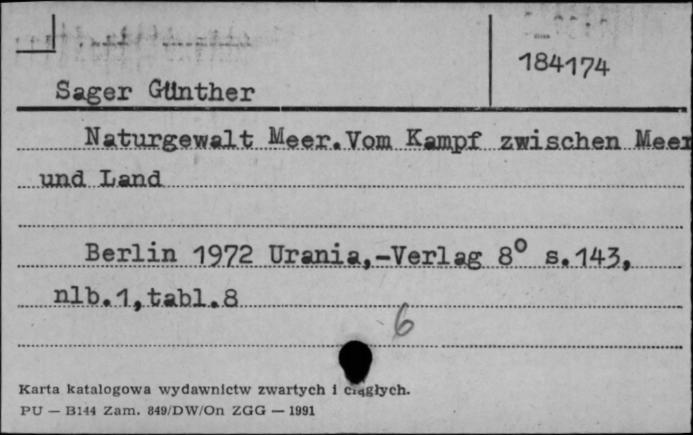 184174
Sager Günther
Naturgewalt Meer.Vom Kampf zwischen Meer
und Land
Berlin 1972 Urania,-Verlag 8° s.143,
nlb.1,tabl.8
6
Karta katalogowa wydawnictw zwartych i ciągłych.
PU — B144 Zam. 849/DW/On ZGG — 1991